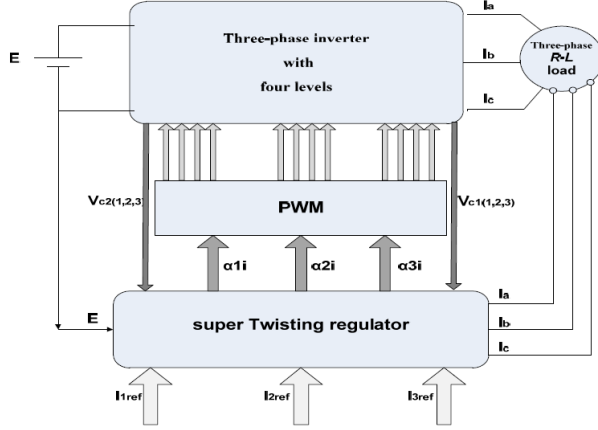 Ia
E
Three-phase inverter
with
four levels
Ib
Three-phase
R-L
load
Ic
Vc2(1,2,3)
PWM
Vc1(1,2,3)
α1i
α2i
α3i
Ia
E
super Twisting regulator
Ib
Ic
I1ref
I2ref
I3ref